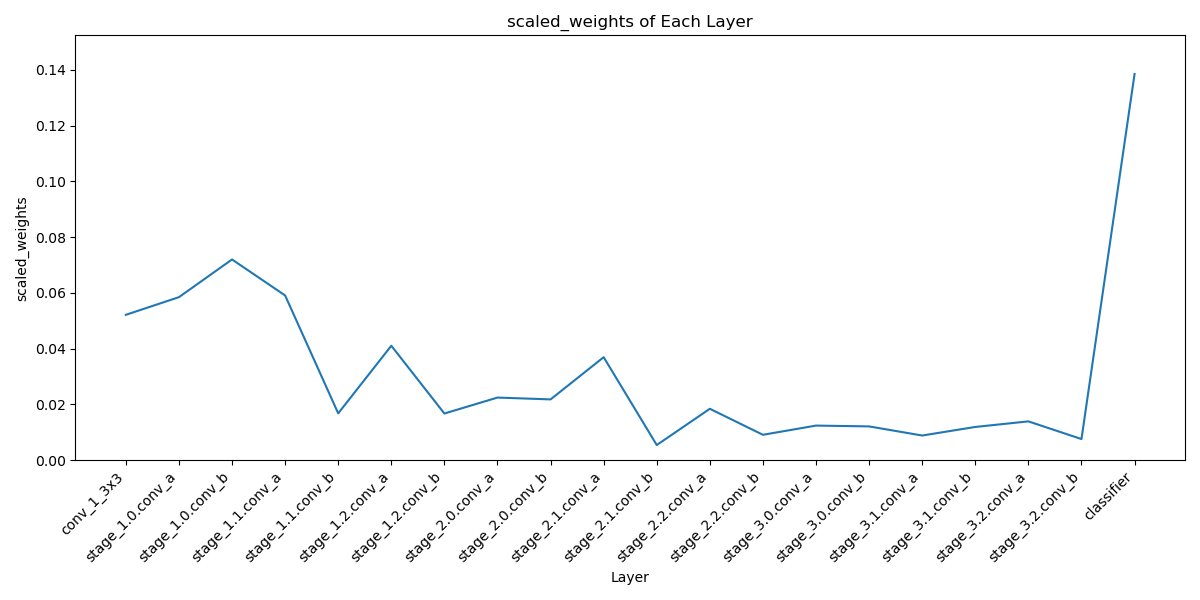 scaled_weights of Each Layer
scaled_weights
0.14
0.12
0.10
0.08
0.06
0.04
0.02
0.00
conv_1_3x3
stage_1.0.conv_a
stage_1.0.conv_b
stage_1.1.conv_a
stage_1.1.conv_b
stage_1.2.conv_a
stage_1.2.conv_b
stage_2.0.conv_a
stage_2.0.conv_b
stage_2.1.conv_a
stage_2.1.conv_b
stage_2.2.conv_a
stage_2.2.conv_b
stage_3.0.conv_a
stage_3.0.conv_b
stage_3.1.conv_a
stage_3.1.conv_b
stage_3.2.conv_a
stage_3.2.conv_b
classifier
Layer